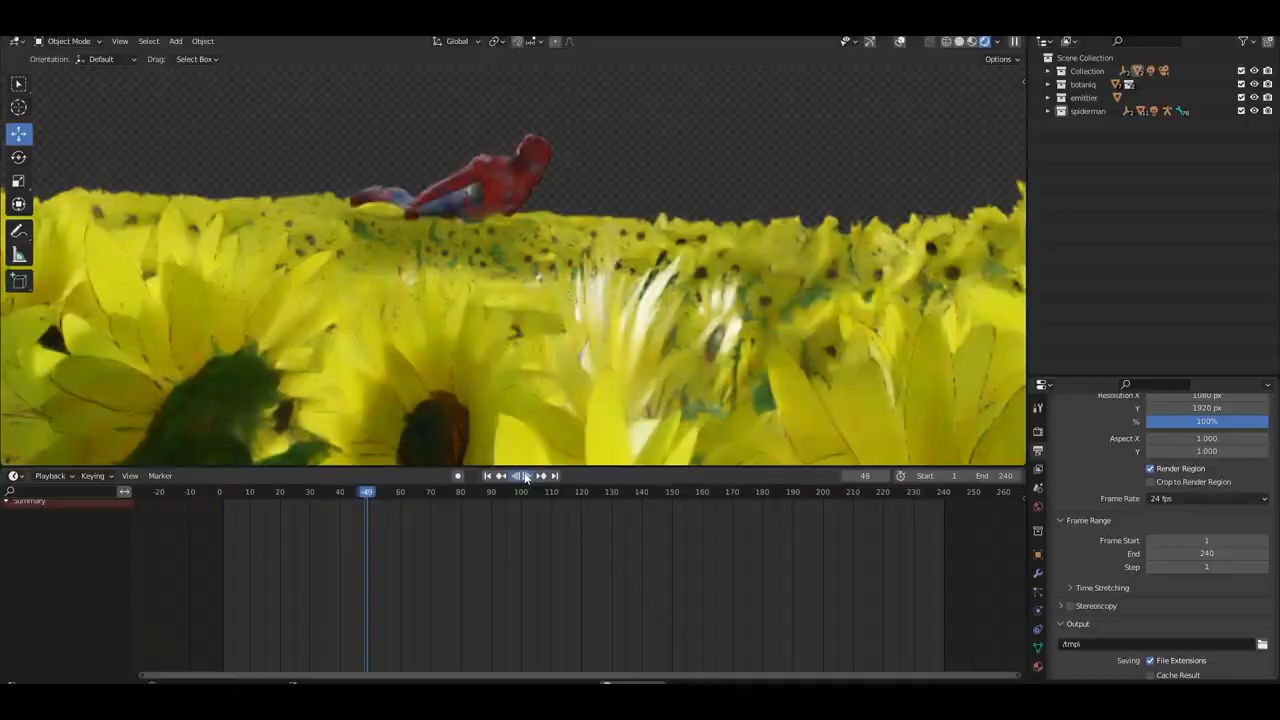 Object Mode View Select Add Object Global
Orientation: Default Drag: Select Box Options
Scene Collection
Collection
botaniq
emittier
spiderman
Resolution X 1080 px
Y 1920 px
% 100%
Aspect X 1.000
Y 1.000
Render Region
Crop to Render Region
Frame Rate 24 fps
Frame Range
Frame Start 1
End 240
Step 1
Time Stretching
Stereoscopy
Output
/tmp\
Saving File Extensions
Cache Result
Playback Keying View Marker 49 Start 1 End 240
-20 -10 0 10 20 30 40 49 60 70 80 90 100 110 120 130 140 150 160 170 180 190 200 210 220 230 240 250 260
Summary